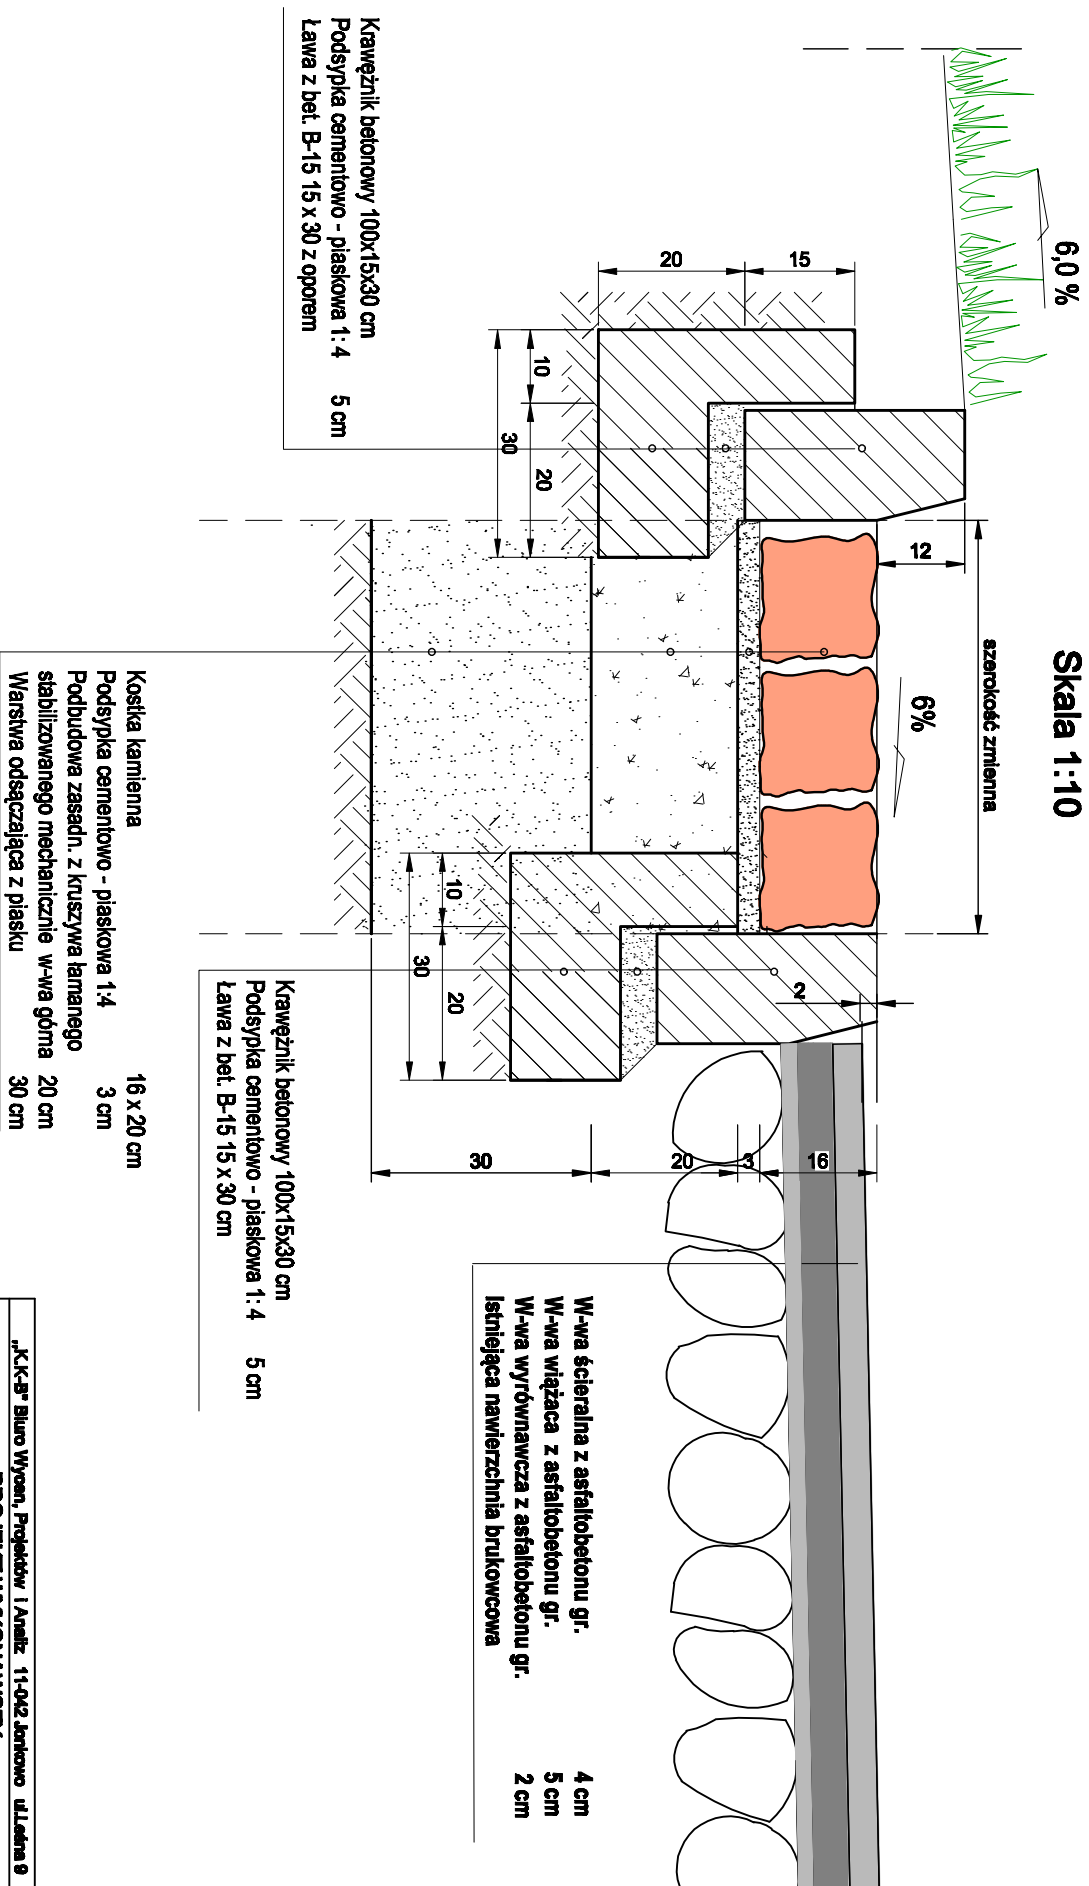 Skala 1:10
6,0 %
szerokość zmienna
6%
15
20
10
20
30
12
2
10
20
30
16
3
20
30
Krawężnik betonowy 100x15x30 cm
Podsypka cementowo - piaskowa 1: 4 5 cm
Ława z bet. B-15 15 x 30 z oporem
Kostka kamienna 16 x 20 cm
Podsypka cementowo - piaskowa 1:4 3 cm
Podbudowa zasadn. z kruszywa łamanego
stabilizowanego mechanicznie w-wa górna 20 cm
Warstwa odsączająca z piasku 30 cm
Krawężnik betonowy 100x15x30 cm
Podsypka cementowo - piaskowa 1: 4 5 cm
Ława z bet. B-15 15 x 30 cm
W-wa ścieralna z asfaltobetonu gr. 4 cm
W-wa wiążaca z asfaltobetonu gr. 5 cm
W-wa wyrównawcza z asfaltobetonu gr. 2 cm
Istniejąca nawierzchnia brukowcowa
„K.K-B" Biuro Wycen, Projektów i Analiz 11-042 Jonkowo ul.Leśna 9